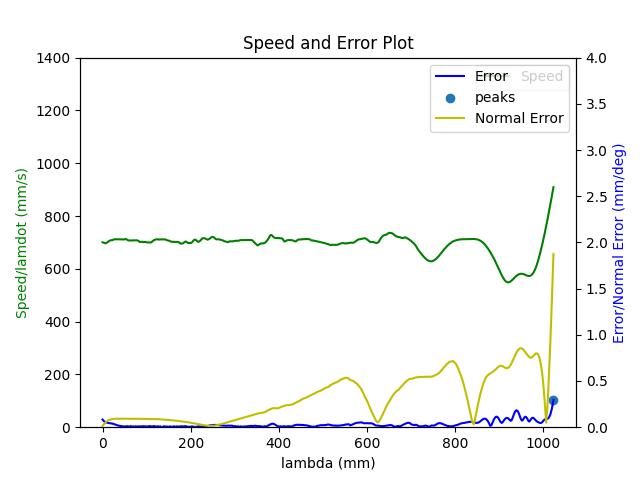 Speed and Error Plot
1400
1200
1000
800
600
400
200
0
Speed/lamdot (mm/s)
0 200 400 600 800 1000
lambda (mm)
4.0
3.5
3.0
2.5
2.0
1.5
1.0
0.5
0.0
Error/Normal Error (mm/deg)
Speed
Error
peaks
Normal Error